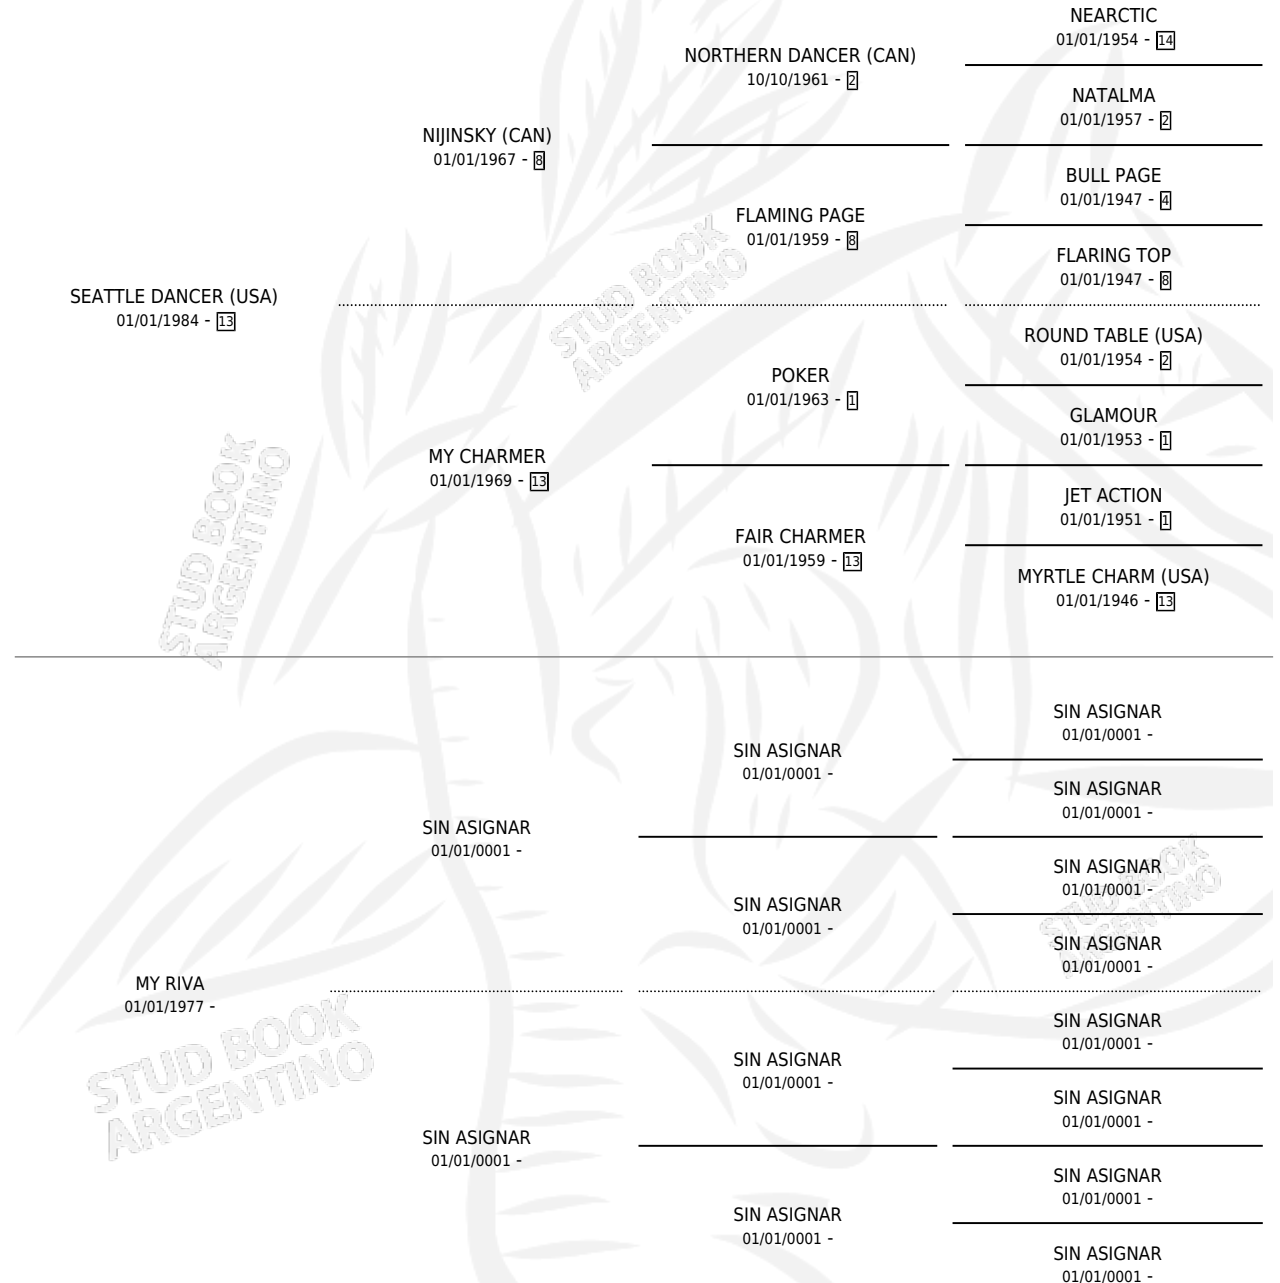 NEARCTIC
01/01/1954 - 14
NORTHERN DANCER (CAN)
10/10/1961 - 2
NATALMA
01/01/1957 - 2
NIJINSKY (CAN)
01/01/1967 - 8
BULL PAGE
01/01/1947 - 4
FLAMING PAGE
01/01/1959 - 8
FLARING TOP
01/01/1947 - 8
SEATTLE DANCER (USA)
01/01/1984 - 13
STUD BOOK
ARGENTINO
ROUND TABLE (USA)
01/01/1954 - 2
POKER
01/01/1963 - 1
GLAMOUR
01/01/1953 - 1
MY CHARMER
01/01/1969 - 13
JET ACTION
01/01/1951 - 1
FAIR CHARMER
01/01/1959 - 13
MYRTLE CHARM (USA)
01/01/1946 - 13
STUD BOOK
ARGENTINO
SIN ASIGNAR
01/01/0001 -
SIN ASIGNAR
01/01/0001 -
SIN ASIGNAR
01/01/0001 -
SIN ASIGNAR
01/01/0001 -
SIN ASIGNAR
01/01/0001 -
SIN ASIGNAR
01/01/0001 -
SIN ASIGNAR
01/01/0001 -
STUD BOOK
ARGENTINO
MY RIVA
01/01/1977 -
STUD BOOK
ARGENTINO
SIN ASIGNAR
01/01/0001 -
SIN ASIGNAR
01/01/0001 -
SIN ASIGNAR
01/01/0001 -
SIN ASIGNAR
01/01/0001 -
SIN ASIGNAR
01/01/0001 -
SIN ASIGNAR
01/01/0001 -
SIN ASIGNAR
01/01/0001 -